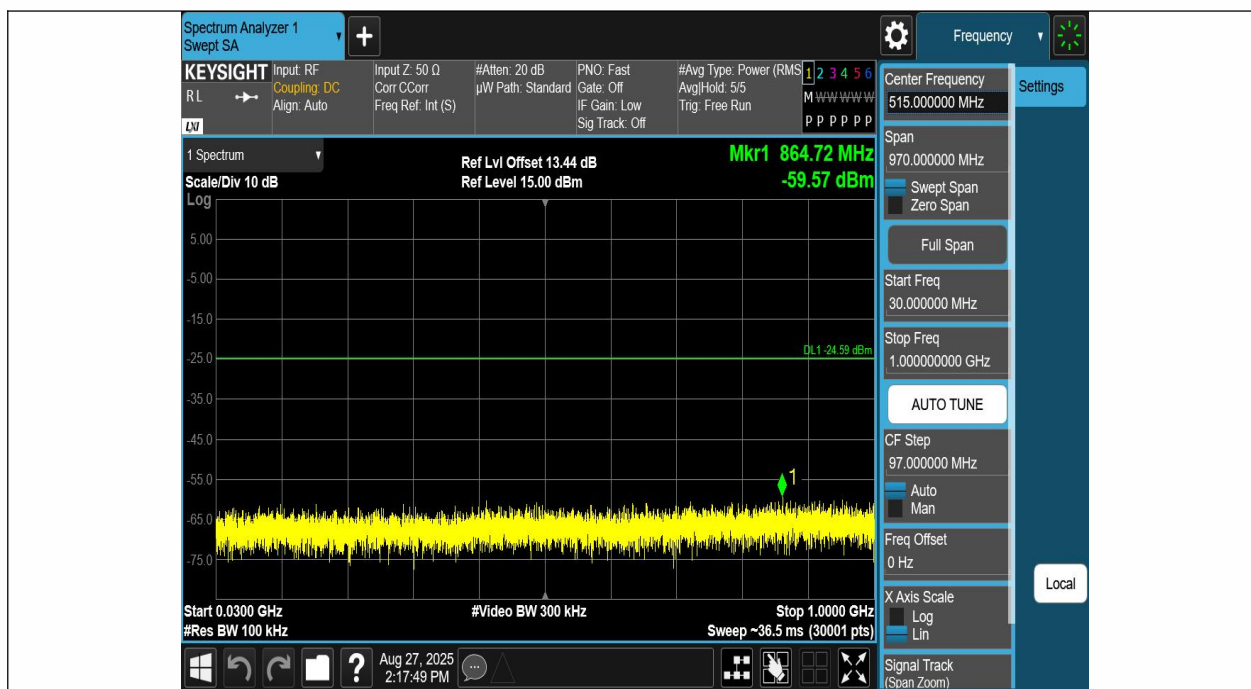 Spectrum Analyzer 1
Swept SA
Frequency
KEYSIGHT
RL
LXI
Input: RF
Coupling: DC
Align: Auto
Input Z: 50 Ω
Corr CCorr
Freq Ref: Int (S)
#Atten: 20 dB
µW Path: Standard
PNO: Fast
Gate: Off
IF Gain: Low
Sig Track: Off
#Avg Type: Power (RMS
Avg|Hold: 5/5
Trig: Free Run
1 2 3 4 5 6
M W W W W W
P P P P P P
1 Spectrum
Scale/Div 10 dB
Log
Ref Lvl Offset 13.44 dB
Ref Level 15.00 dBm
Mkr1 864.72 MHz
-59.57 dBm
5.00
-5.00
-15.0
DL1 -24.59 dBm
-25.0
-35.0
-45.0
-55.0
1
-65.0
-75.0
Start 0.0300 GHz
#Video BW 300 kHz
Stop 1.0000 GHz
#Res BW 100 kHz
Sweep ~36.5 ms (30001 pts)
?
Aug 27, 2025
2:17:49 PM
Center Frequency
515.000000 MHz
Settings
Span
970.000000 MHz
Swept Span
Zero Span
Full Span
Start Freq
30.000000 MHz
Stop Freq
1.000000000 GHz
AUTO TUNE
CF Step
97.000000 MHz
Auto
Man
Freq Offset
0 Hz
Local
X Axis Scale
Log
Lin
Signal Track
(Span Zoom)